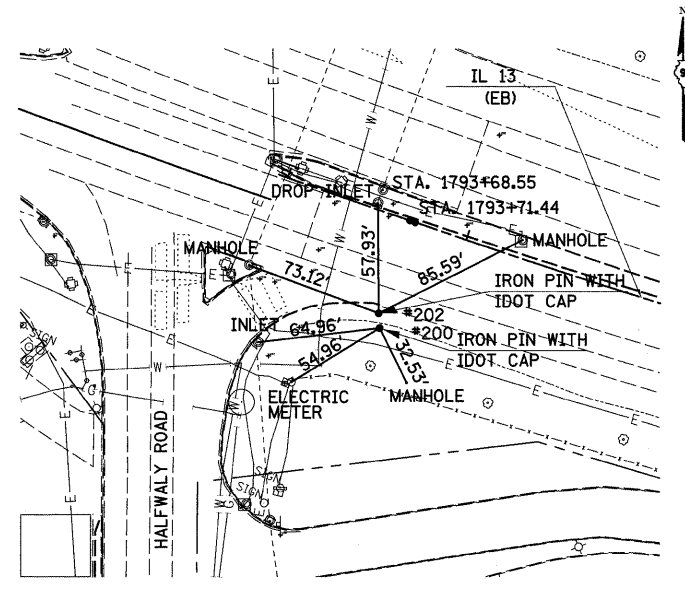 N
IL 13
(EB)
DROP INLET
STA. 1793+68.55
STA. 1793+71.44
MANHOLE
MANHOLE
73.12'
57.93'
85.59'
IRON PIN WITH
IDOT CAP
#202
#200
IRON PIN WITH
IDOT CAP
INLET
64.96'
54.96'
32.53'
ELECTRIC
METER
MANHOLE
HALFWALY ROAD
SIGN
SIGN
SIGN
E
E
E
E
E
E
E
E
E
W
W
W
W
W
G
G